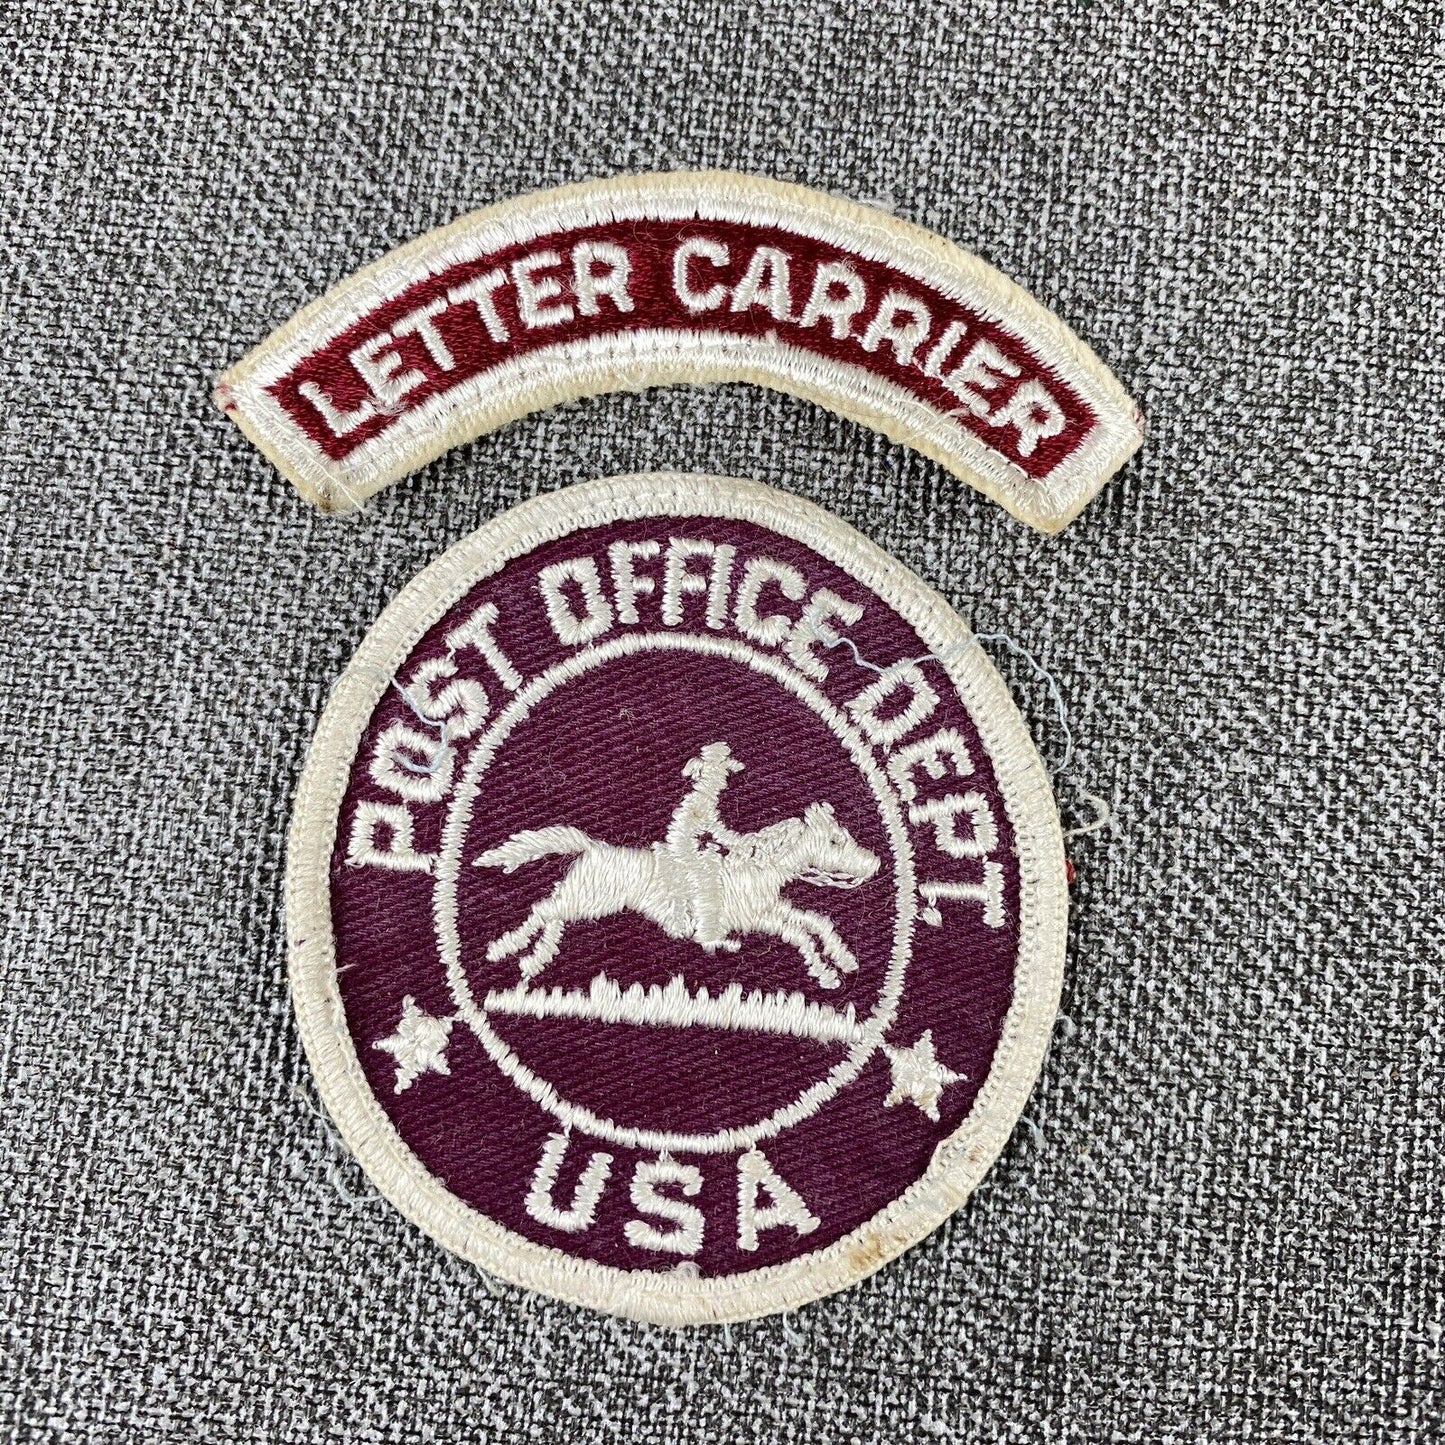 LETTER CARRIER
POST OFFICE DEPT.
USA